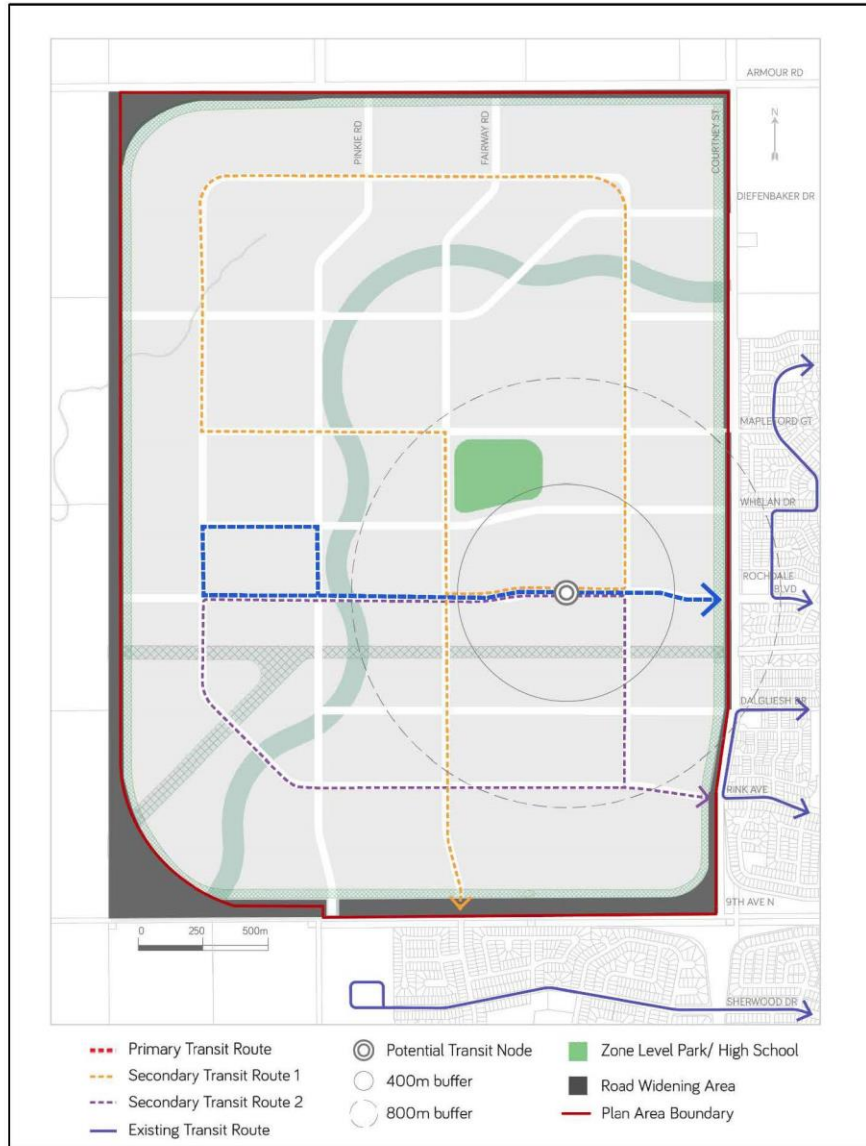 ARMOUR RD
PINKIE RD
FAIRWAY RD
COURTNEY ST
N
DIEFENBAKER DR
MAPLEFORD GT
WHELAN DR
ROCHDALE
BLVD
DALGLIESH DR
RINK AVE
9TH AVE N
0 250 500m
SHERWOOD DR
Primary Transit Route
Secondary Transit Route 1
Secondary Transit Route 2
Existing Transit Route
Potential Transit Node
400m buffer
800m buffer
Zone Level Park/ High School
Road Widening Area
Plan Area Boundary